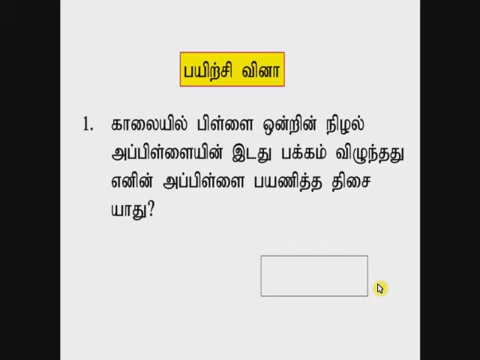 பயிற்சி வினா
1. காலையில் பிள்ளை ஒன்றின் நிழல்
அப்பிள்ளையின் இடது பக்கம் விழுந்தது
எனின் அப்பிள்ளை பயணித்த திசை
யாது?